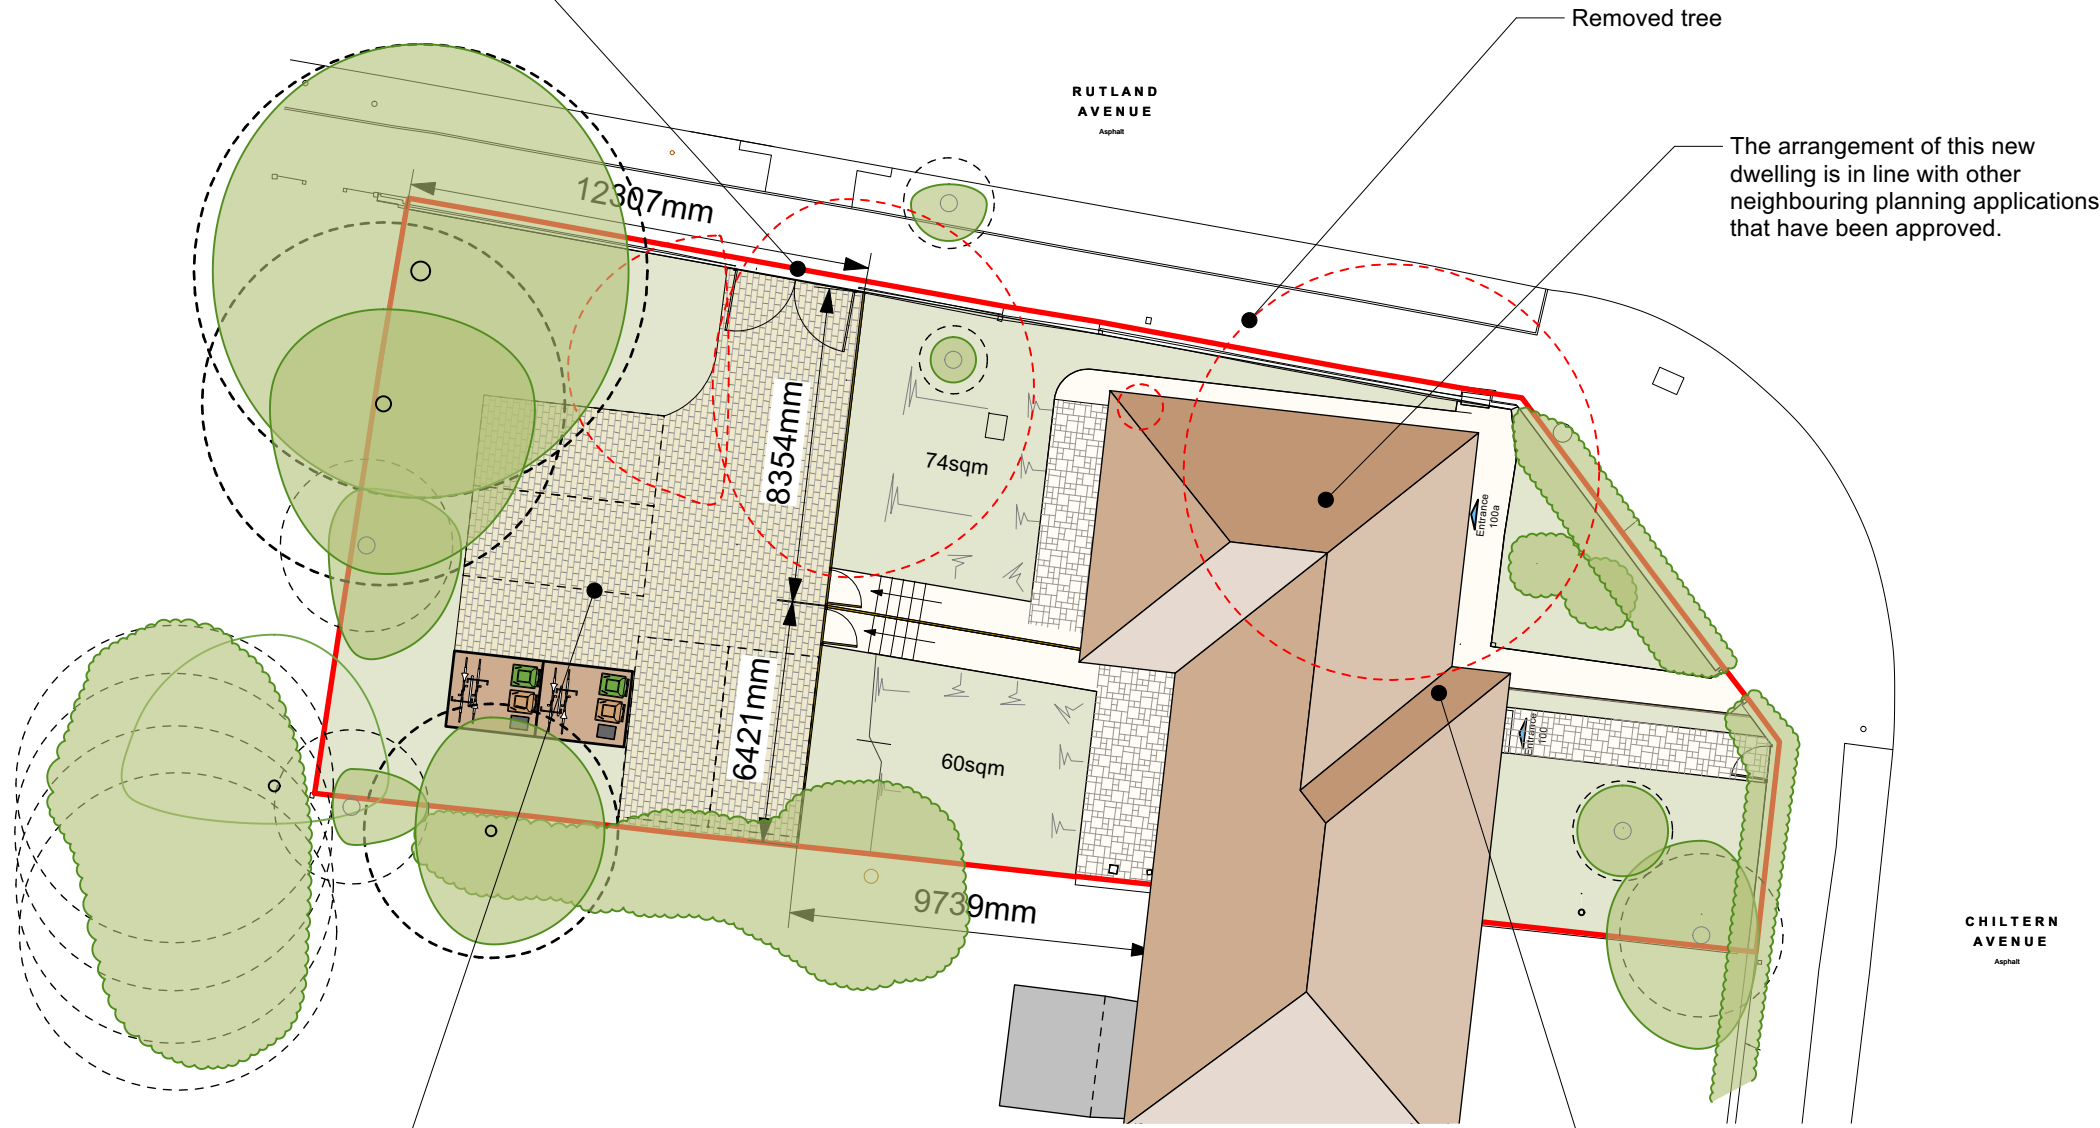 Removed tree
RUTLAND
AVENUE
Asphalt
The arrangement of this new
dwelling is in line with other
neighbouring planning applications
that have been approved.
12307mm
8354mm
74sqm
Entrance
100a
6421mm
60sqm
Entrance
100
9739mm
CHILTERN
AVENUE
Asphalt